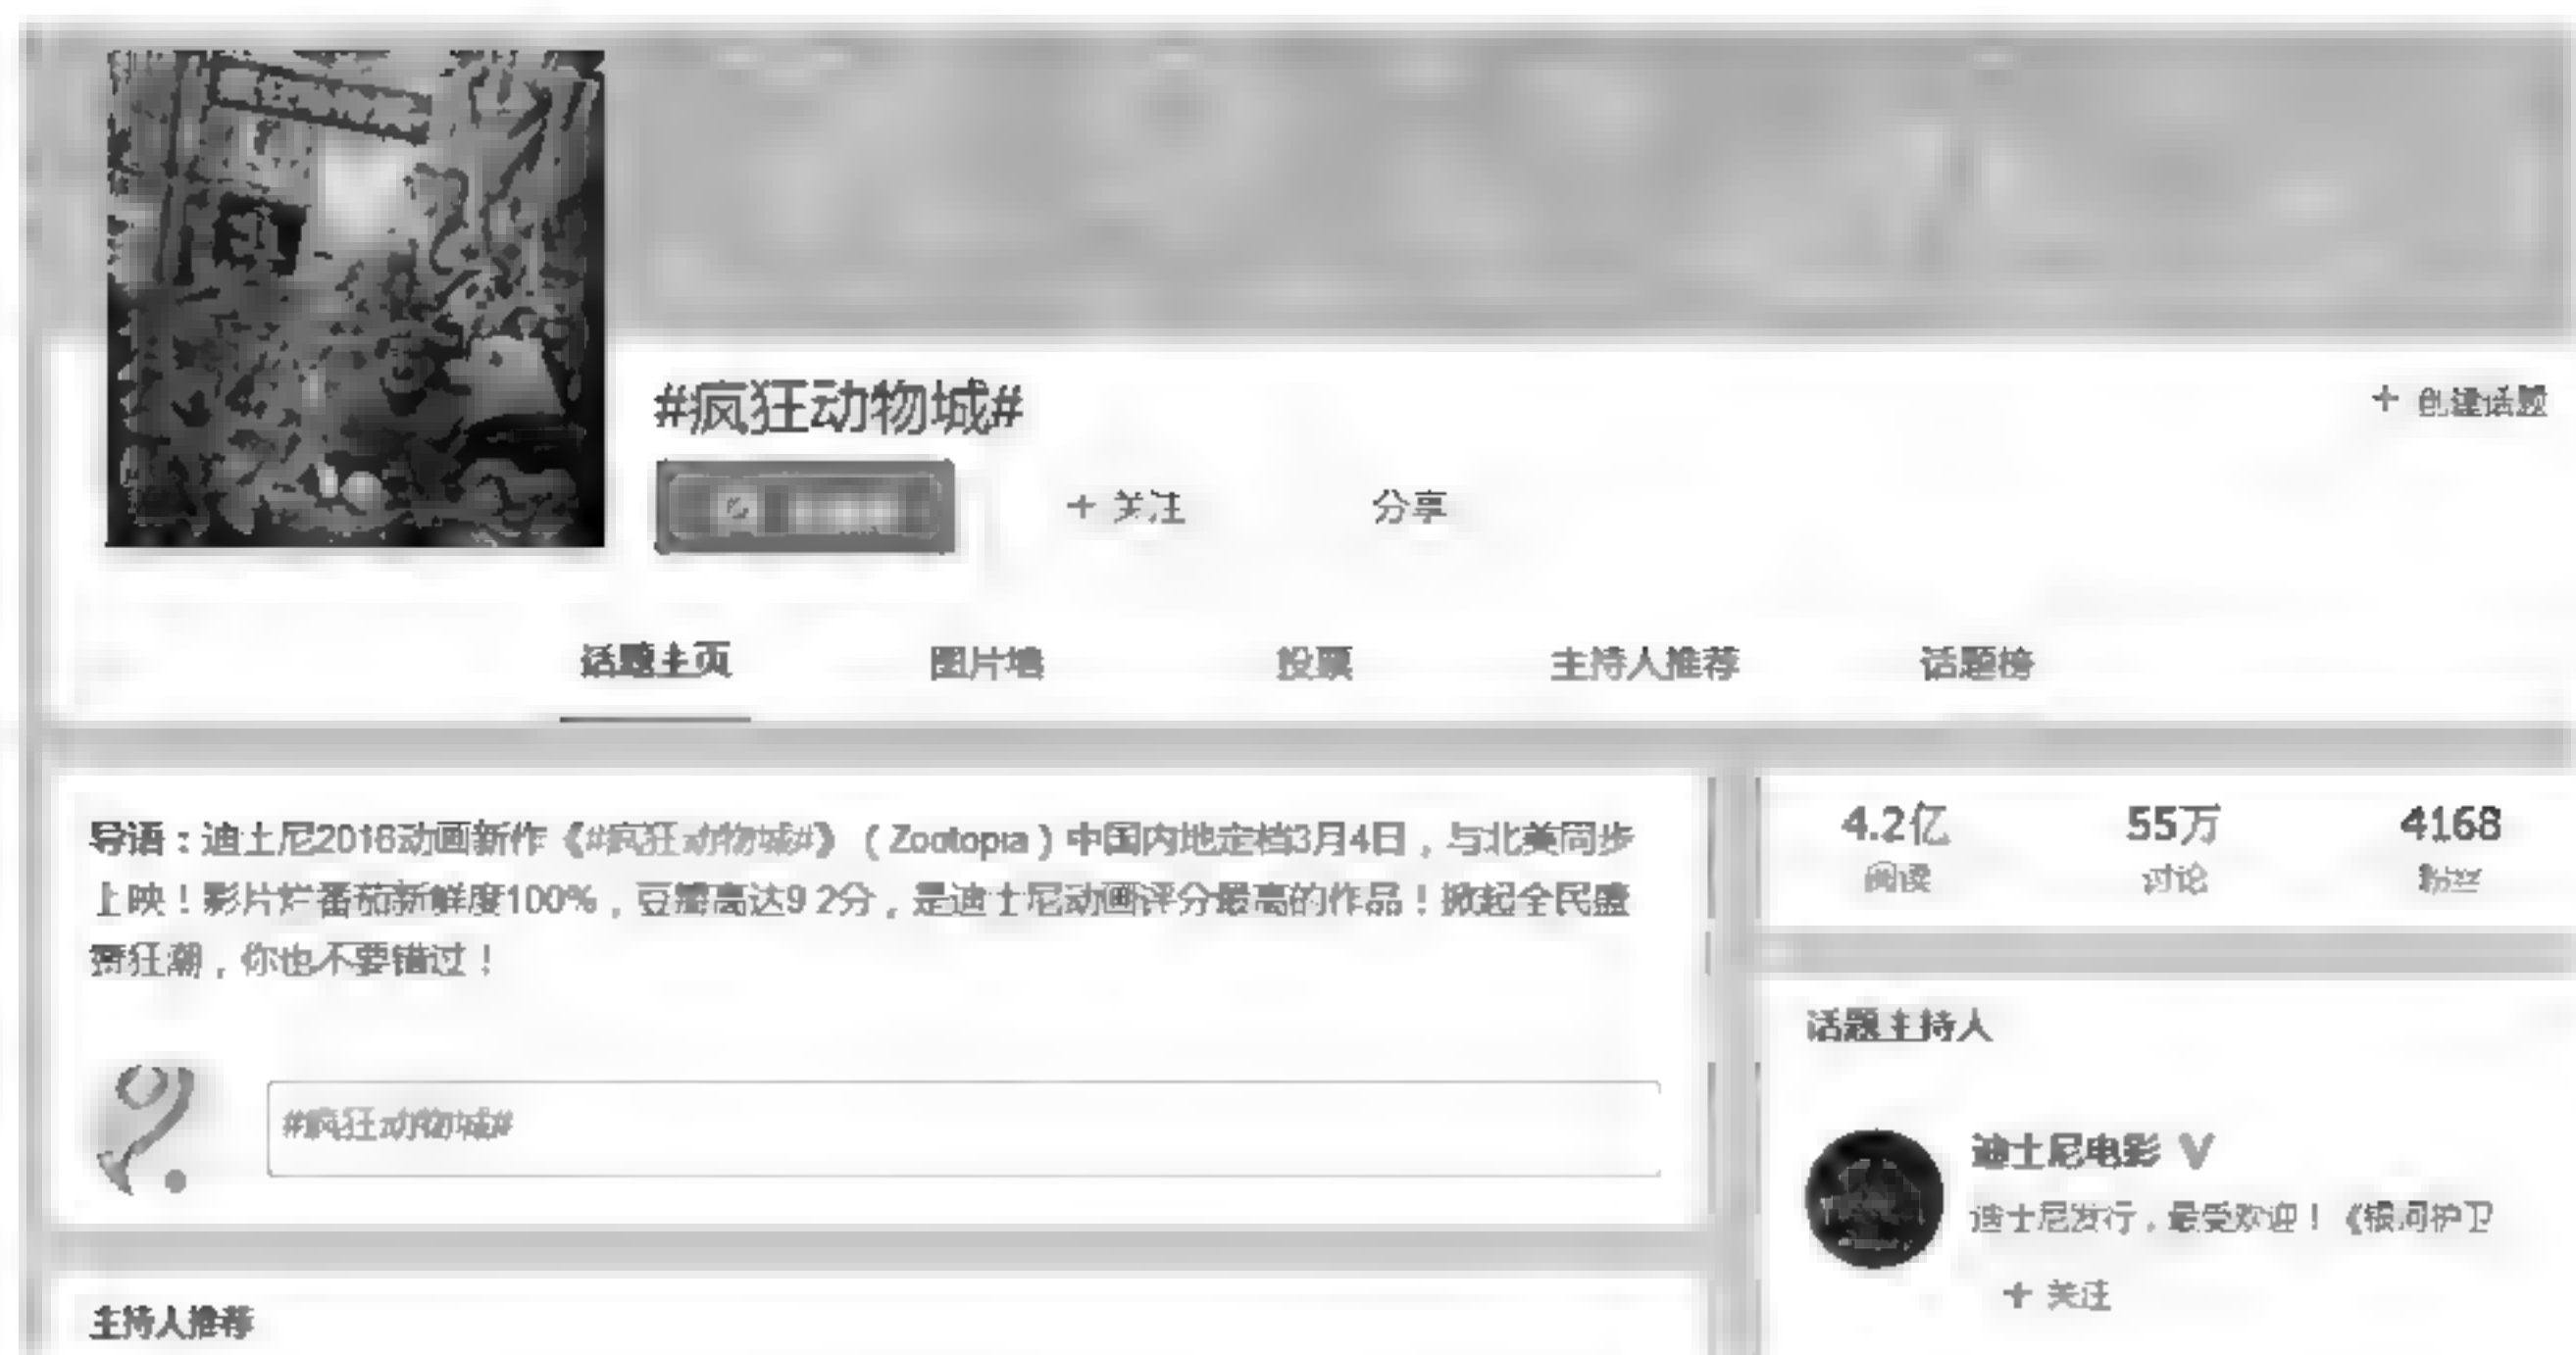 #疯狂动物城#
+ 创建话题
+ 关注
分享
话题主页
图片墙
投票
主持人推荐
话题榜
导语：迪士尼2016动画新作《#疯狂动物城#》（Zootopia）中国内地定档3月4日，与北美同步
上映！影片烂番茄新鲜度100%，豆瓣高达9.2分，是迪士尼动画评分最高的作品！掀起全民盛
赞狂潮，你也不要错过！
#疯狂动物城#
主持人推荐
4.2亿
55万
4168
阅读
讨论
粉丝
话题主持人
迪士尼电影 V
迪士尼发行，最受欢迎！《银河护卫
+ 关注